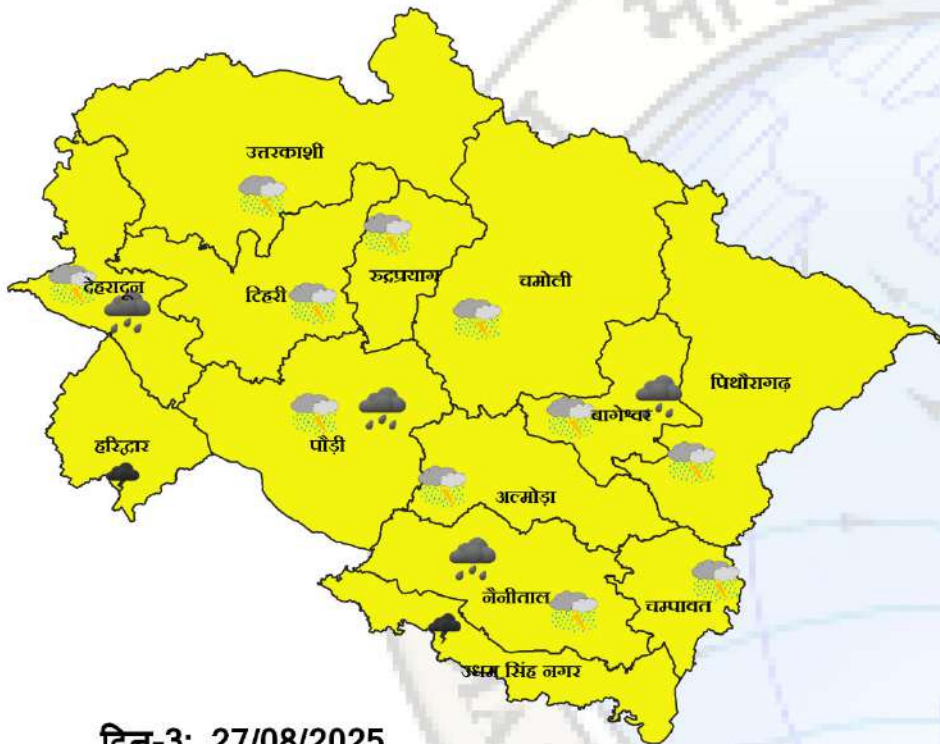 उत्तरकाशी
रुद्रप्रयाग
चमोली
देहरादून
टिहरी
पिथौरागढ़
बागेश्वर
हरिद्वार
पौड़ी
अल्मोड़ा
नैनीताल
चम्पावत
उधम सिंह नगर
दिन-3: 27/08/2025